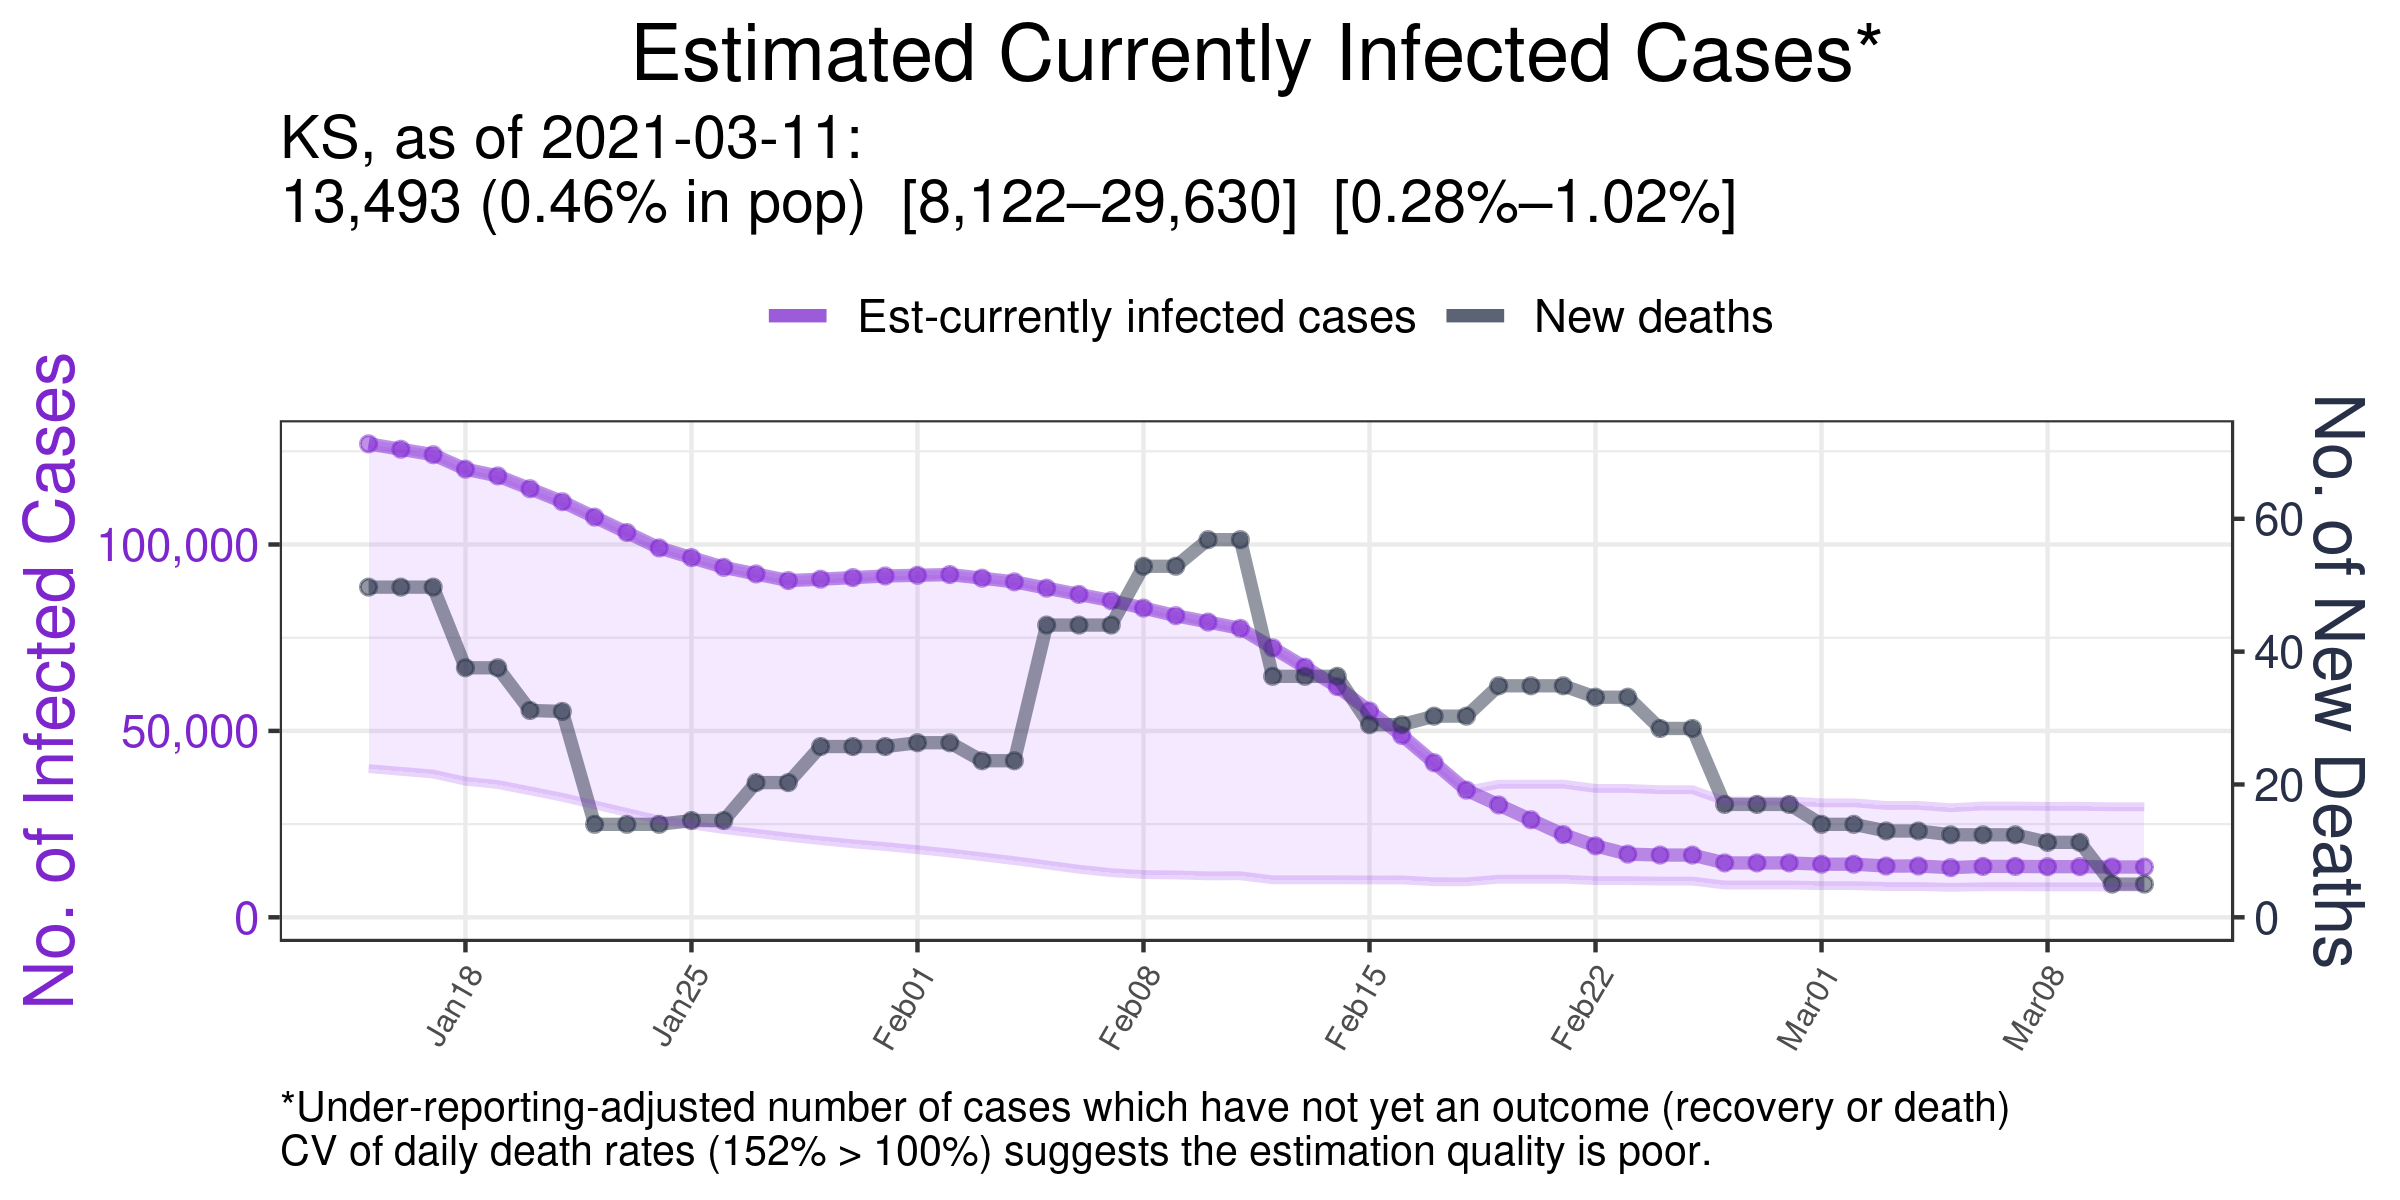 Estimated Currently Infected Cases*
KS, as of 2021-03-11:
13,493 (0.46% in pop)  [8,122–29,630]  [0.28%–1.02%]
Est-currently infected cases
New deaths
No. of Infected Cases
100,000
50,000
0
60
40
20
0
No. of New Deaths
Jan18
Jan25
Feb01
Feb08
Feb15
Feb22
Mar01
Mar08
*Under-reporting-adjusted number of cases which have not yet an outcome (recovery or death)
CV of daily death rates (152% > 100%) suggests the estimation quality is poor.